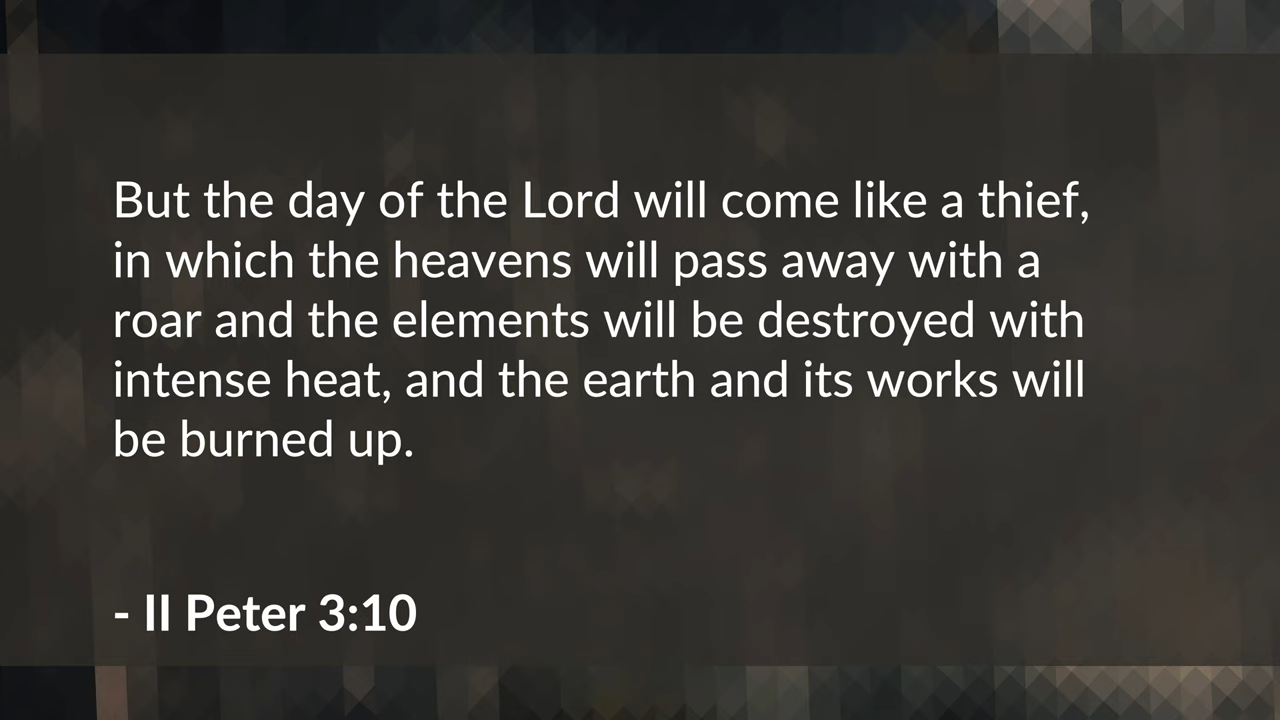 But the day of the Lord will come like a thief,
in which the heavens will pass away with a
roar and the elements will be destroyed with
intense heat, and the earth and its works will
be burned up.
- II Peter 3:10